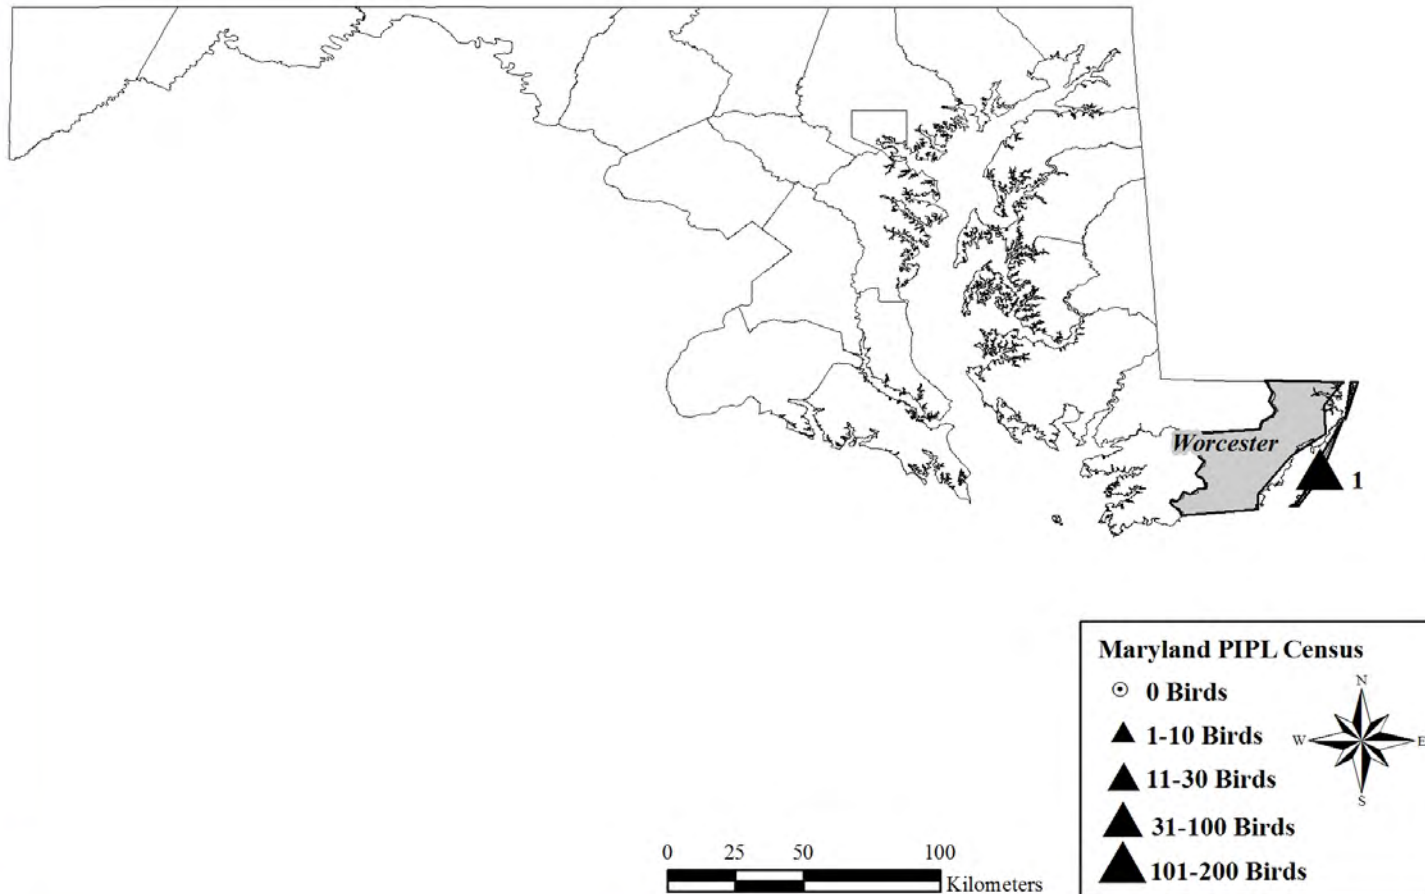 Worcester
1
Maryland PIPL Census
0 Birds
1-10 Birds
11-30 Birds
31-100 Birds
101-200 Birds
N
W
E
S
0 25 50 100
Kilometers